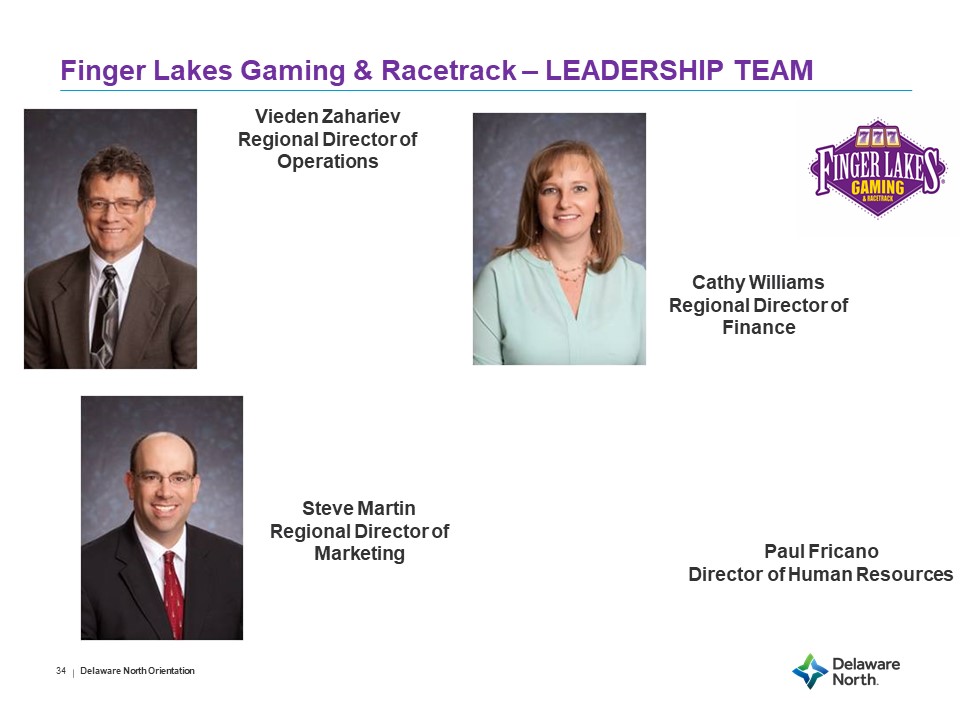 Finger Lakes Gaming & Racetrack – LEADERSHIP TEAM
Vieden Zahariev
Regional Director of
Operations
777
FINGER LAKES
GAMING
& RACETRACK
Cathy Williams
Regional Director of
Finance
Steve Martin
Regional Director of
Marketing
Paul Fricano
Director of Human Resources
34 | Delaware North Orientation
Delaware
North.